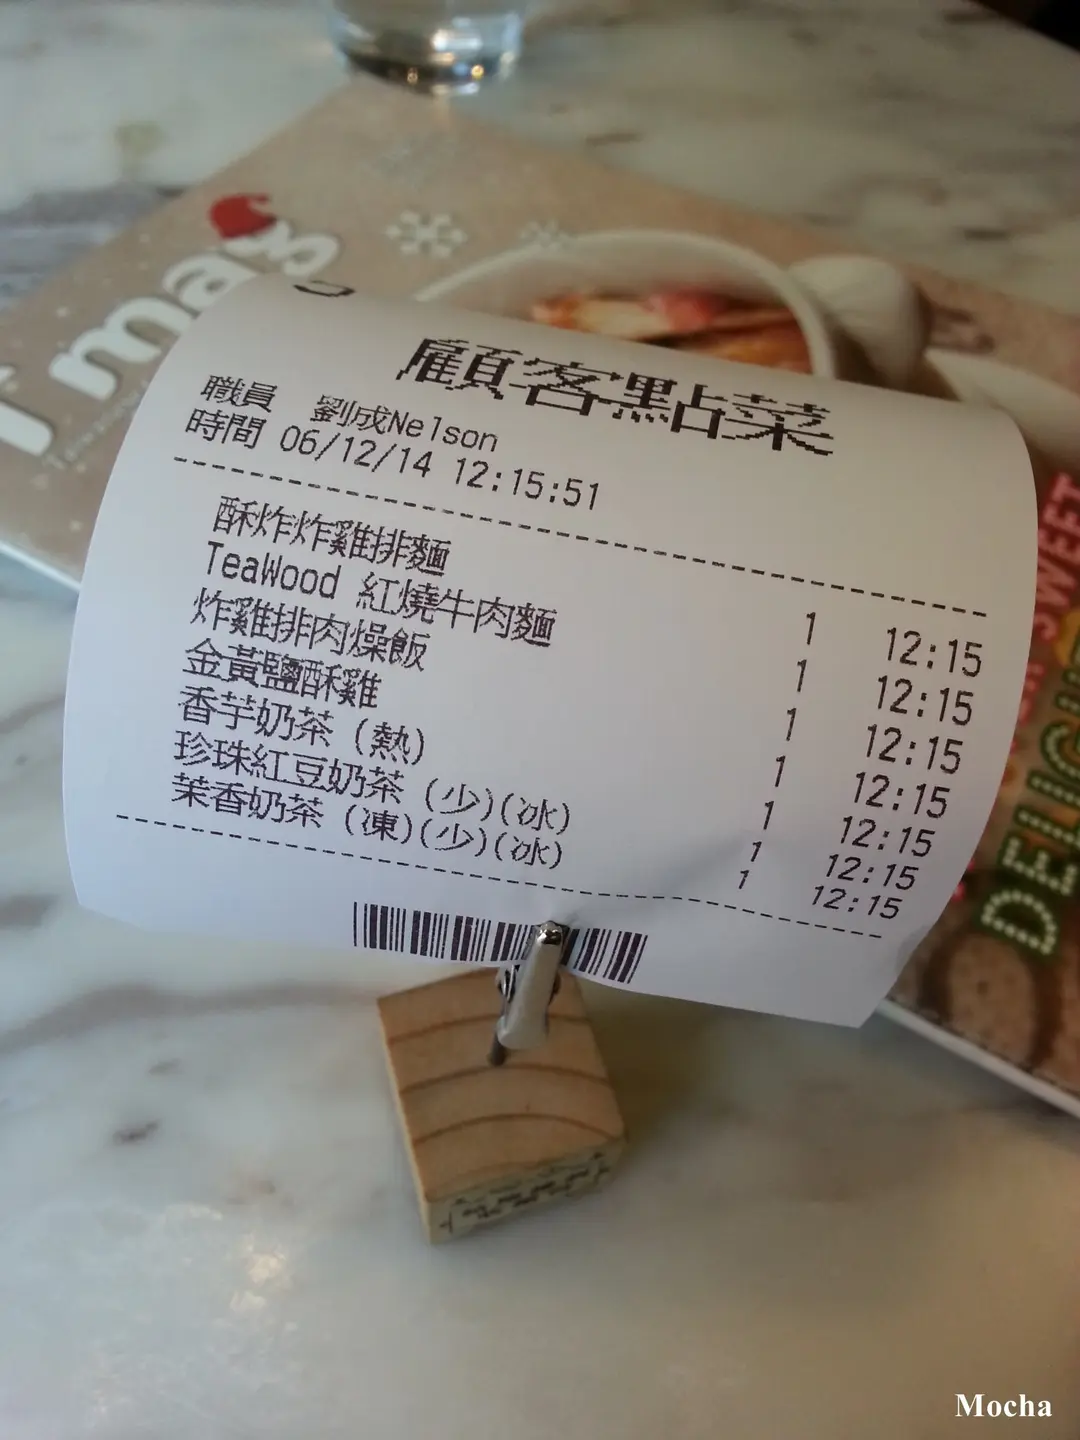 T mag
顧客點菜
職員 劉成Nelson
時間 06/12/14 12:15:51
酥炸炸雞排麵 1 12:15
TeaWood 紅燒牛肉麵 1 12:15
炸雞排肉燥飯 1 12:15
金黃鹽酥雞 1 12:15
香芋奶茶 (熱) 1 12:15
珍珠紅豆奶茶 (少)(冰) 1 12:15
茉香奶茶 (凍)(少)(冰) 1 12:15
SWEET
DELIGHT
Mocha